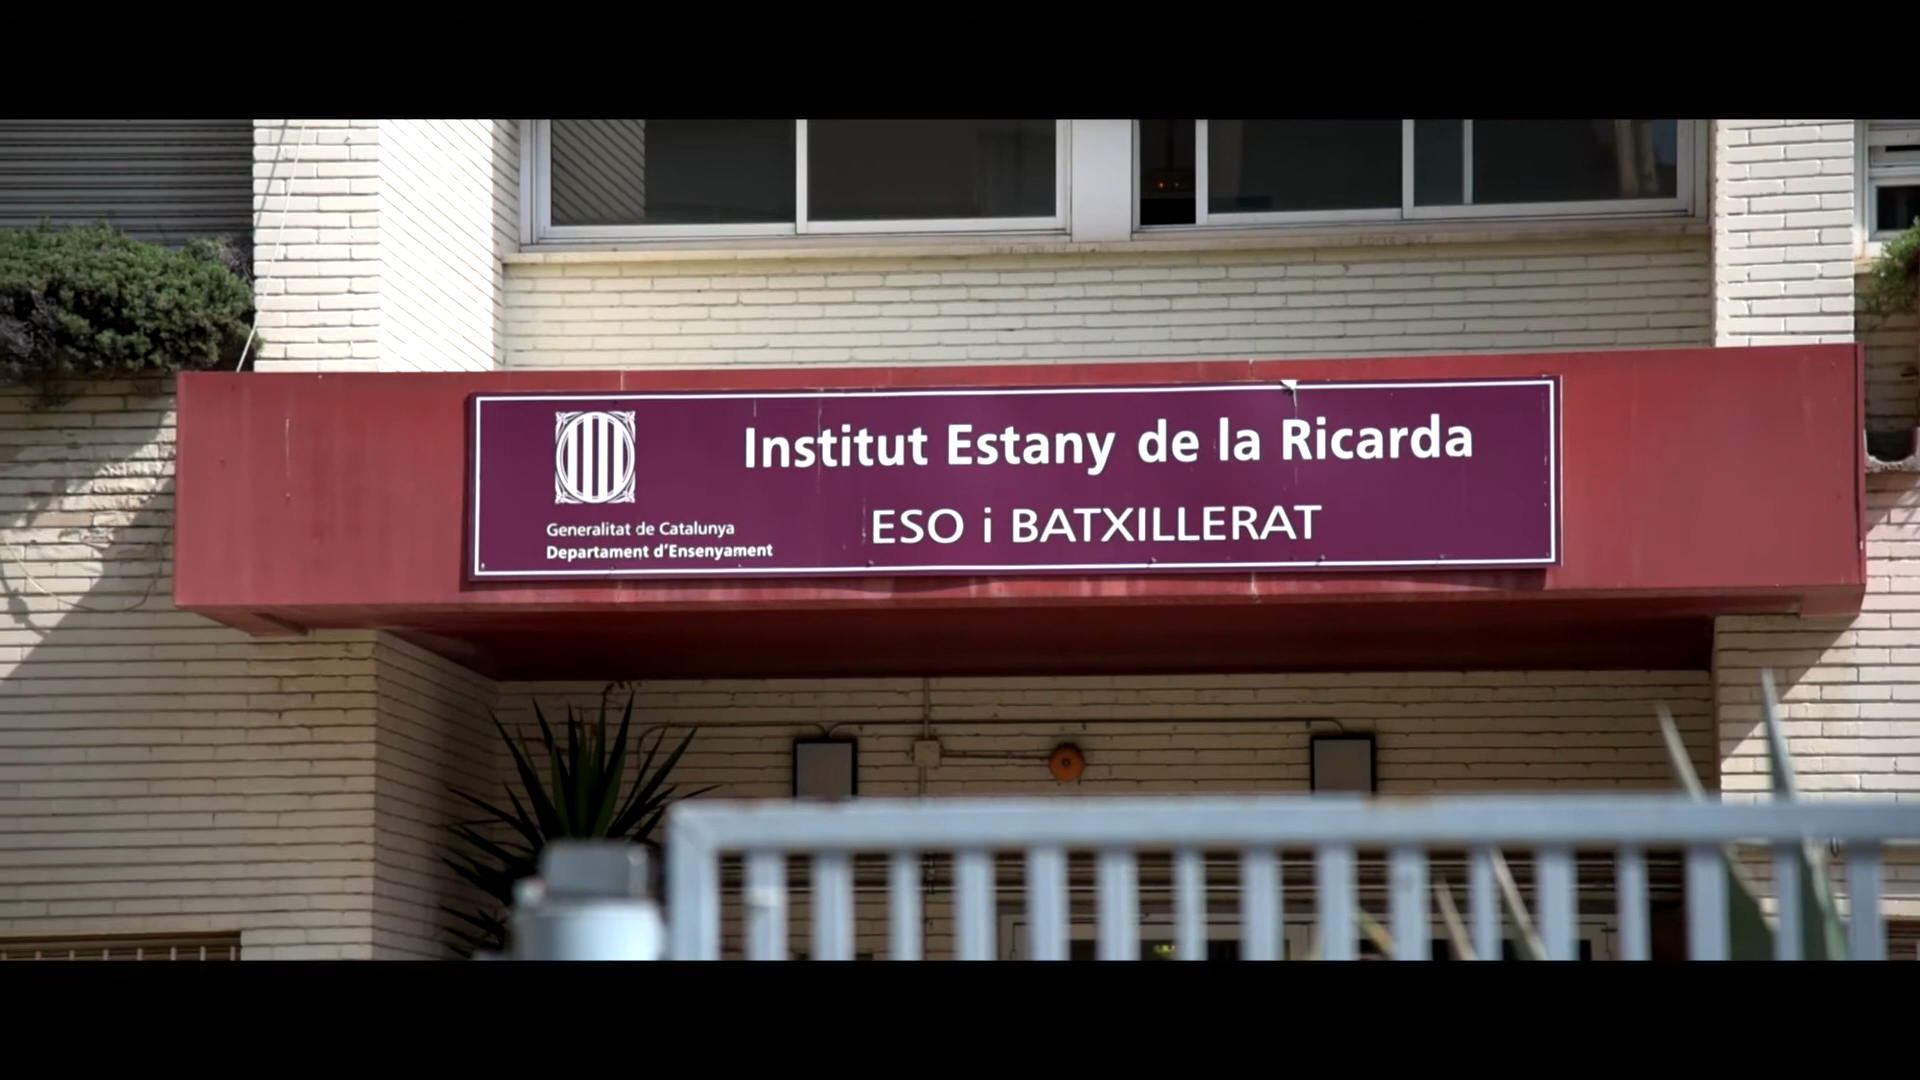 Institut Estany de la Ricarda
ESO i BATXILLERAT
Generalitat de Catalunya
Departament d'Ensenyament